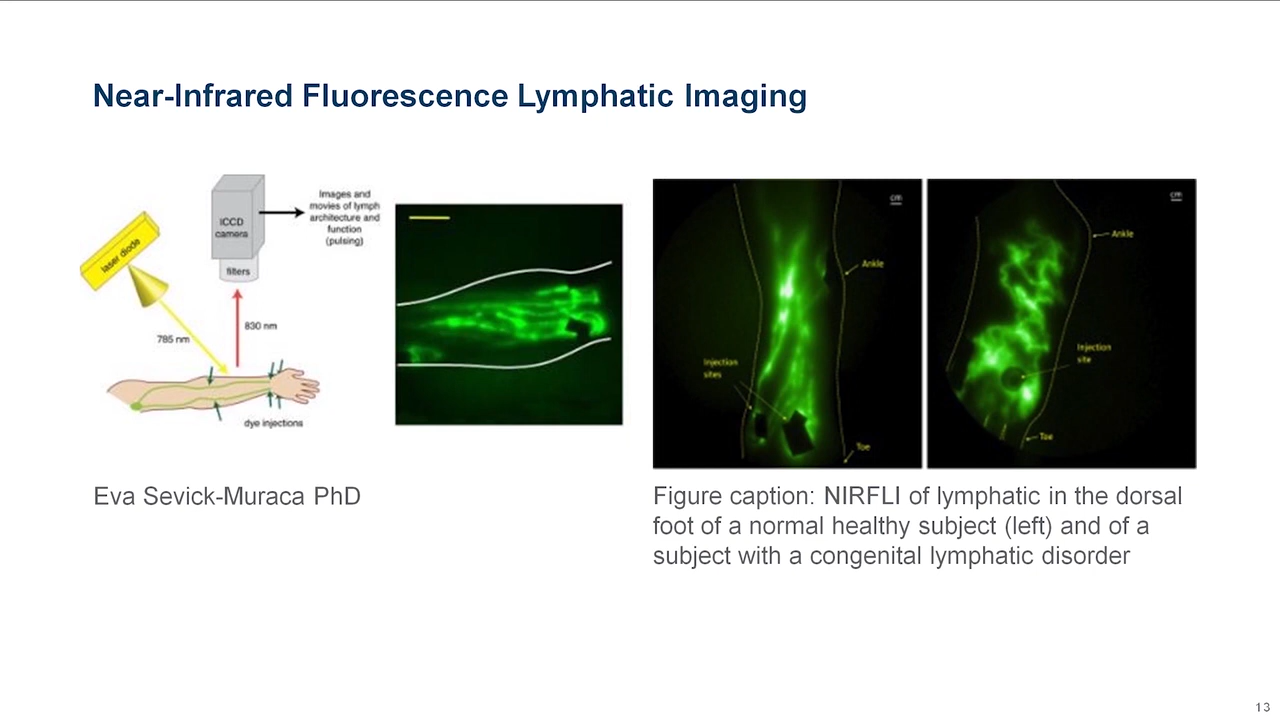 Near-Infrared Fluorescence Lymphatic Imaging
laser diode
ICCD
camera
filters
Images and
movies of lymph
architecture and
function
(pulsing)
785 nm
830 nm
dye injections
cm
Ankle
Injection
sites
Toe
cm
Ankle
Injection
site
Toe
Eva Sevick-Muraca PhD
Figure caption: NIRFLI of lymphatic in the dorsal
foot of a normal healthy subject (left) and of a
subject with a congenital lymphatic disorder
13